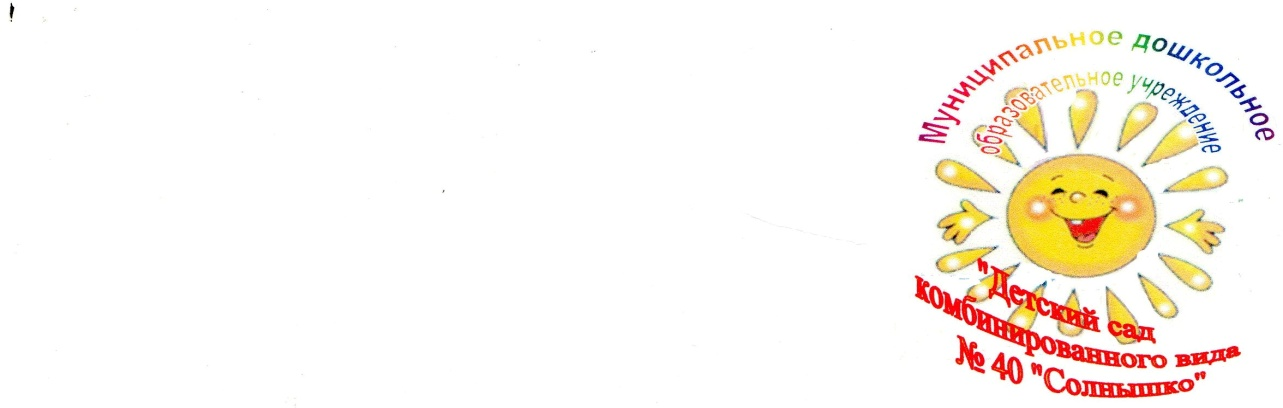 Муниципальное дошкольное
образовательное учреждение
"Детский сад
комбинированного вида
№ 40 "Солнышко"